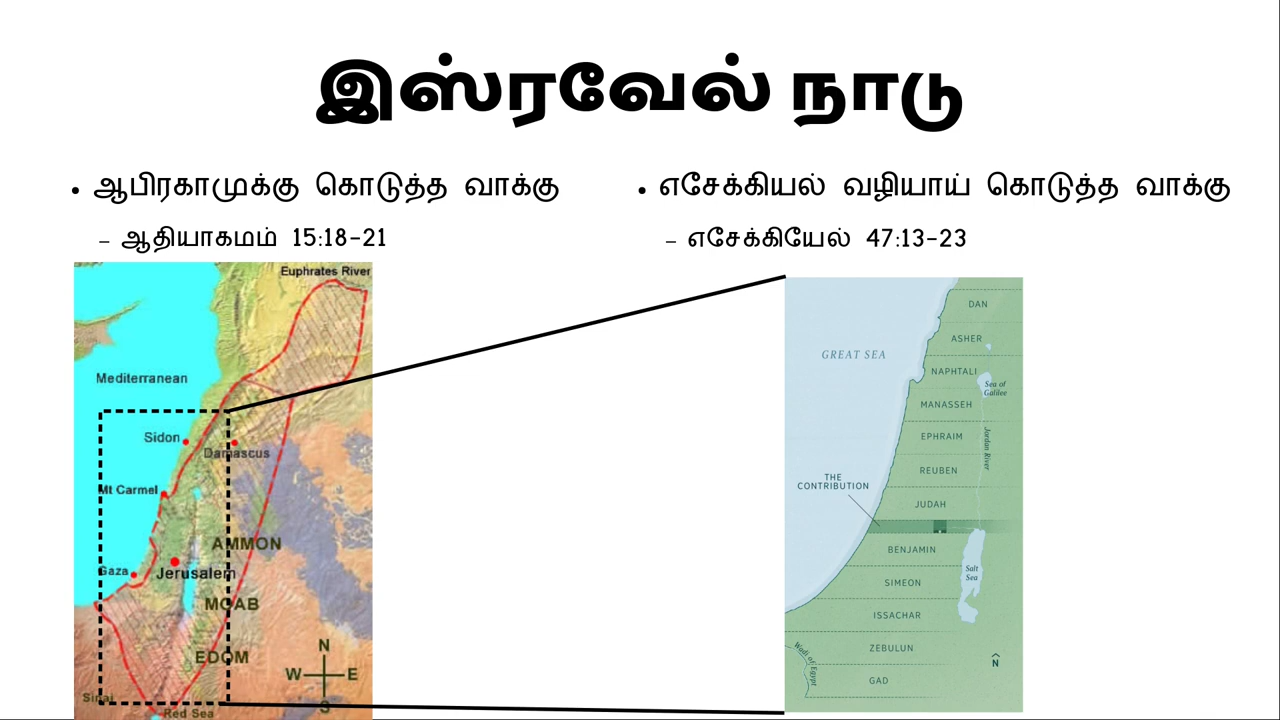 இஸ்ரவேல் நாடு
• ஆபிரகாமுக்கு கொடுத்த வாக்கு
– ஆதியாகமம் 15:18-21
Euphrates River
Mediterranean
Sidon
Damascus
Mt Carmel
AMMON
Gaza
Jerusalem
MOAB
EDOM
N
W E
S
Sinai
Red Sea
• எசேக்கியல் வழியாய் கொடுத்த வாக்கு
– எசேக்கியேல் 47:13-23
DAN
ASHER
GREAT SEA
NAPHTALI
Sea of
Galilee
MANASSEH
EPHRAIM
Jordan River
REUBEN
THE
CONTRIBUTION
JUDAH
BENJAMIN
Salt
Sea
SIMEON
ISSACHAR
ZEBULUN
Wadi of Egypt
N
GAD